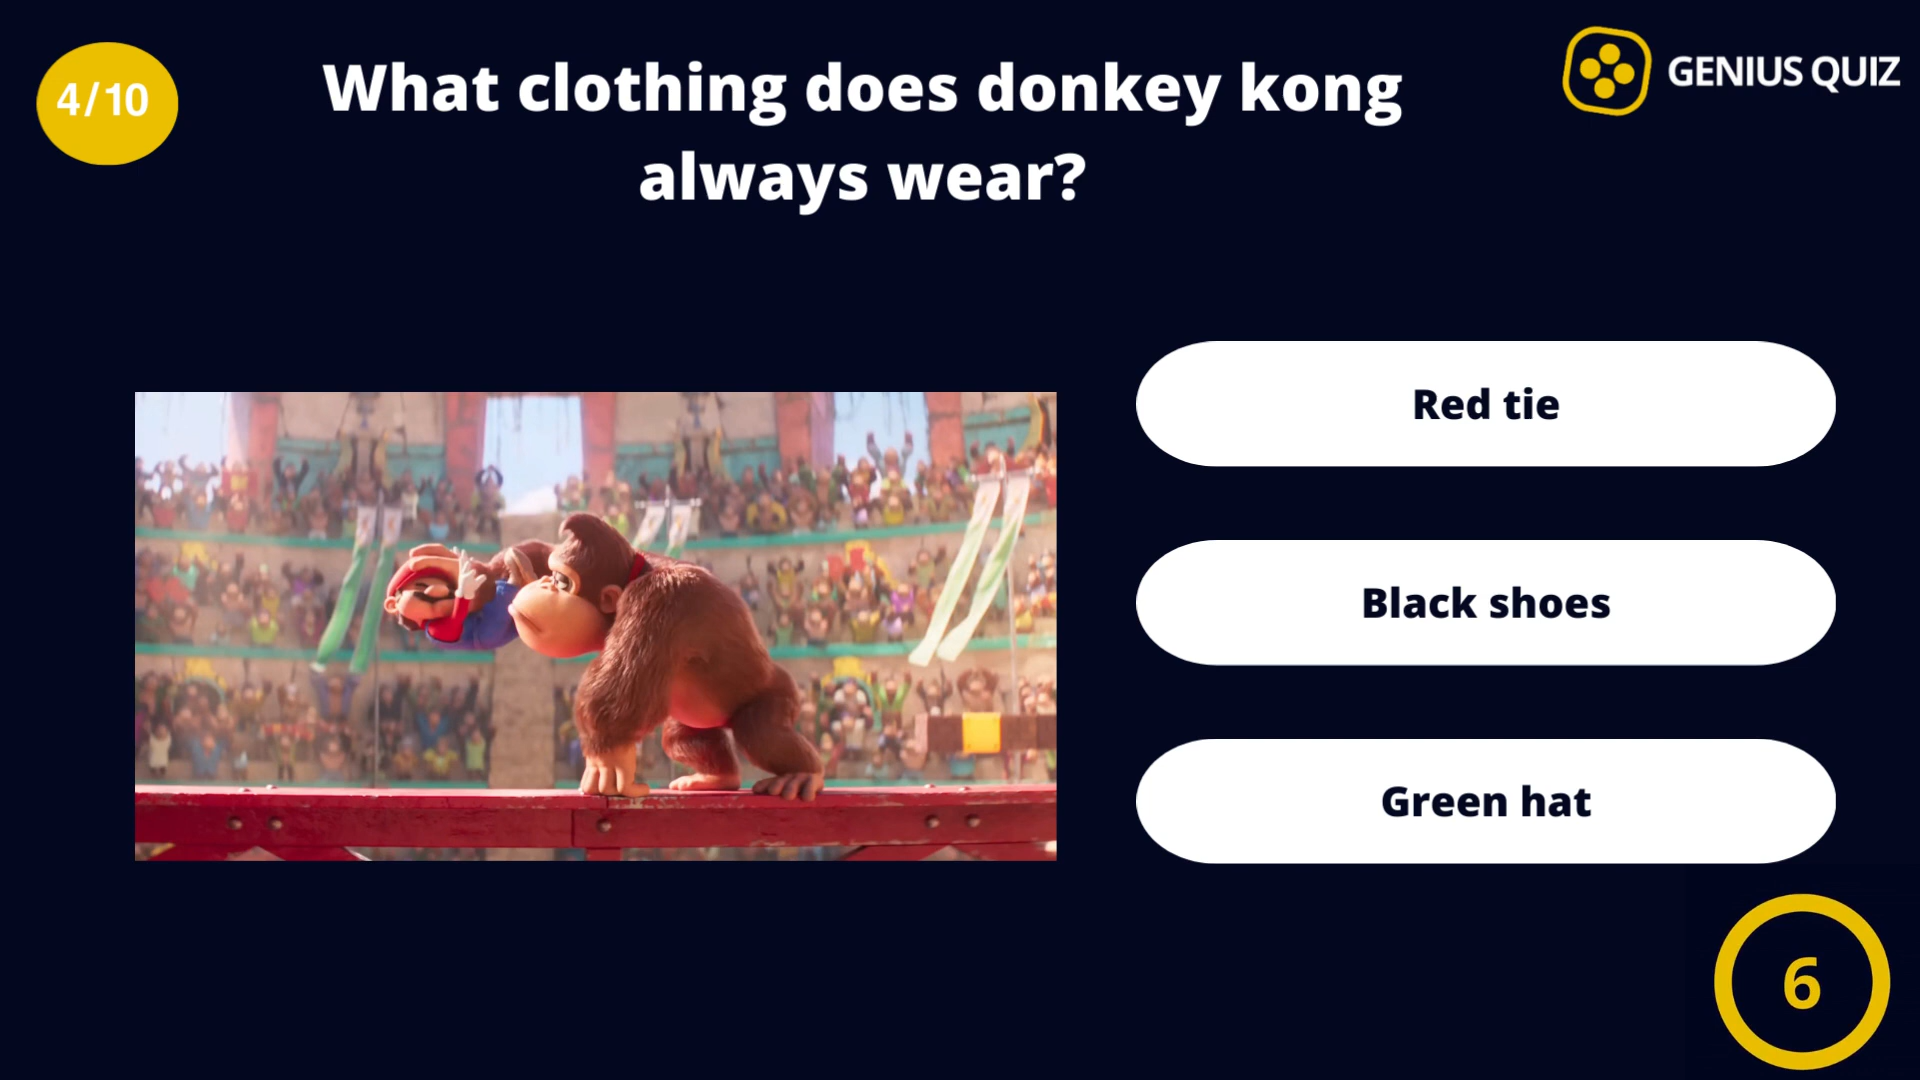 4/10
What clothing does donkey kong
always wear?
GENIUS QUIZ
Red tie
Black shoes
Green hat
6